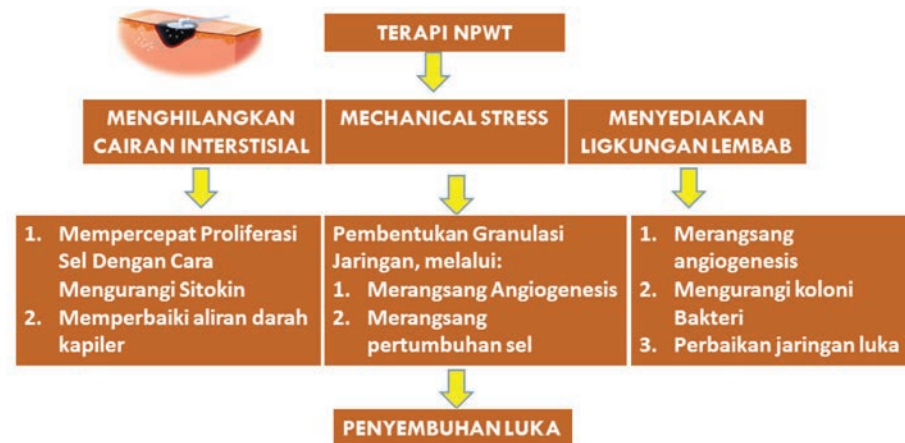 TERAPI NPWT
MENGHILANGKAN
CAIRAN INTERSTISIAL
MECHANICAL STRESS
MENYEDIAKAN
LIGKUNGAN LEMBAB
1. Mempercepat Proliferasi
Sel Dengan Cara
Mengurangi Sitokin
2. Memperbaiki aliran darah
kapiler
Pembentukan Granulasi
Jaringan, melalui:
1. Merangsang Angiogenesis
2. Merangsang
pertumbuhan sel
1. Merangsang
angiogenesis
2. Mengurangi koloni
Bakteri
3. Perbaikan jaringan luka
PENYEMBUHAN LUKA